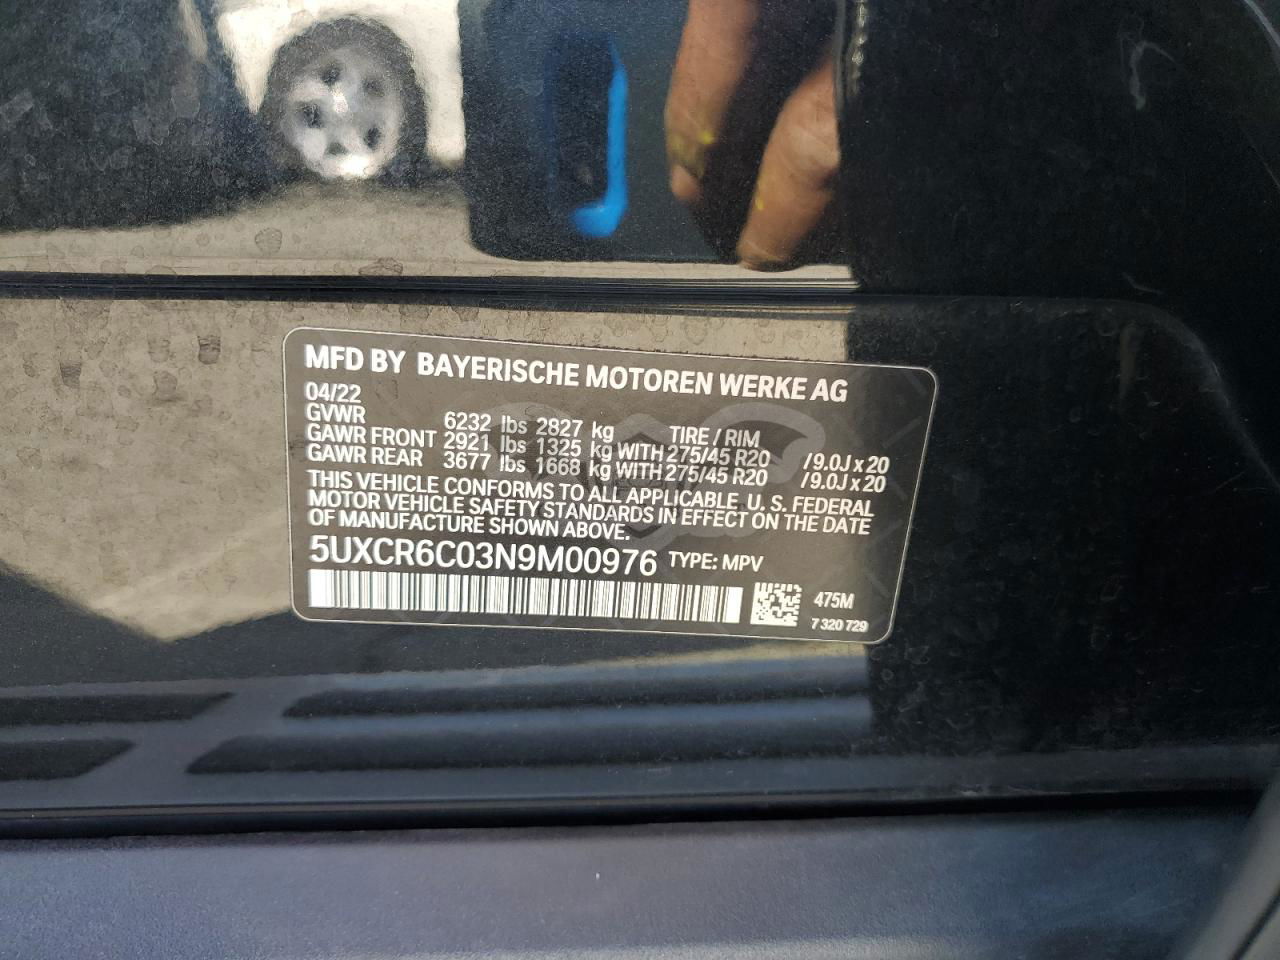 MFD BY BAYERISCHE MOTOREN WERKE AG
04/22
GVWR 6232 lbs 2827 kg TIRE / RIM
GAWR FRONT 2921 lbs 1325 kg WITH 275/45 R20 /9.0J x 20
GAWR REAR 3677 lbs 1668 kg WITH 275/45 R20 /9.0J x 20
THIS VEHICLE CONFORMS TO ALL APPLICABLE U. S. FEDERAL
MOTOR VEHICLE SAFETY STANDARDS IN EFFECT ON THE DATE
OF MANUFACTURE SHOWN ABOVE.
5UXCR6C03N9M00976 TYPE: MPV
475M
7 320 729